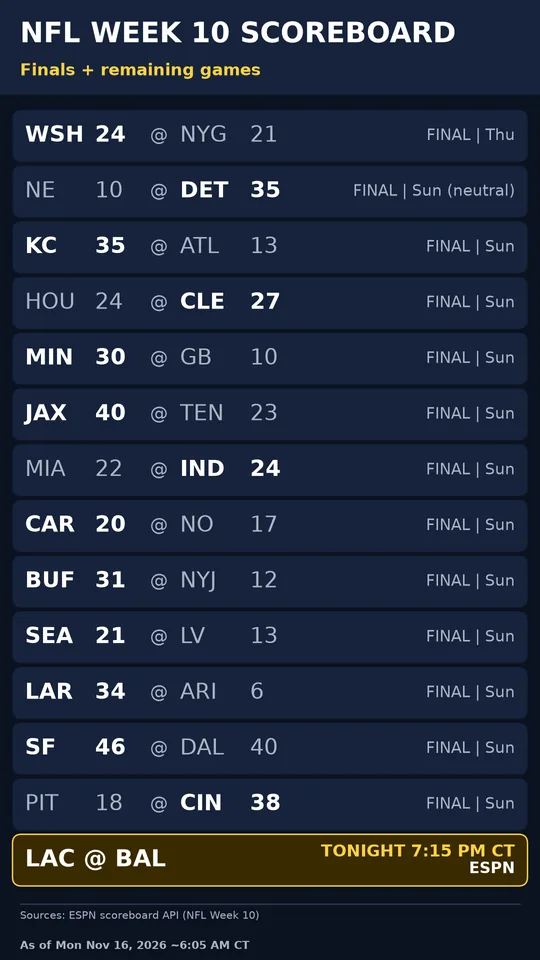 NFL WEEK 10 SCOREBOARD
Finals + remaining games
WSH 24 @ NYG 21 FINAL | Thu
NE 10 @ DET 35 FINAL | Sun (neutral)
KC 35 @ ATL 13 FINAL | Sun
HOU 24 @ CLE 27 FINAL | Sun
MIN 30 @ GB 10 FINAL | Sun
JAX 40 @ TEN 23 FINAL | Sun
MIA 22 @ IND 24 FINAL | Sun
CAR 20 @ NO 17 FINAL | Sun
BUF 31 @ NYJ 12 FINAL | Sun
SEA 21 @ LV 13 FINAL | Sun
LAR 34 @ ARI 6 FINAL | Sun
SF 46 @ DAL 40 FINAL | Sun
PIT 18 @ CIN 38 FINAL | Sun
LAC @ BAL TONIGHT 7:15 PM CT
ESPN
Sources: ESPN scoreboard API (NFL Week 10)
As of Mon Nov 16, 2026 ~6:05 AM CT